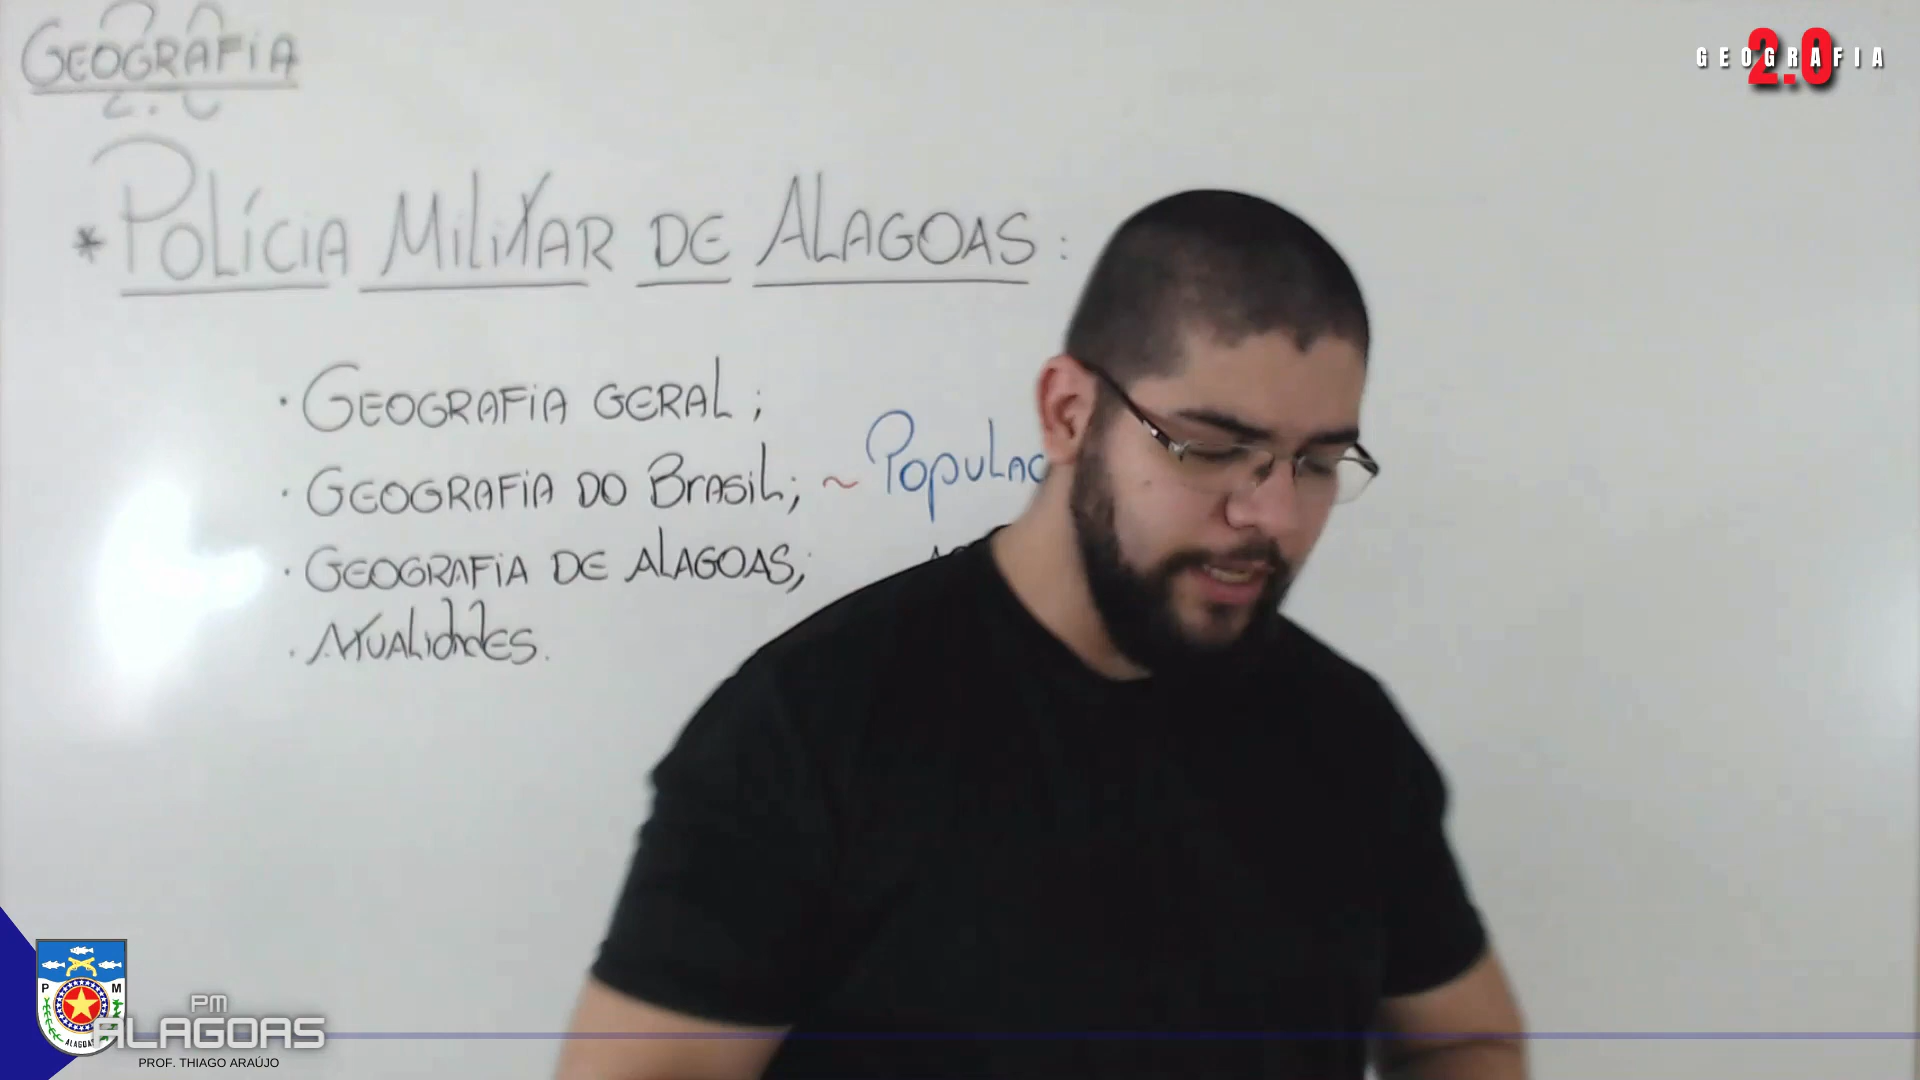 GEOGRAFIA
2.0
* POLÍCIA MILITAR DE ALAGOAS :
· GEOGRAFIA GERAL ;
· GEOGRAFIA DO BRASIL; ~ POPULAC
· GEOGRAFIA DE ALAGOAS;
· ATUALIDADES.
GEOGRAFIA
2.0
P M
ALAGOAS
PM
ALAGOAS
PROF. THIAGO ARAÚJO